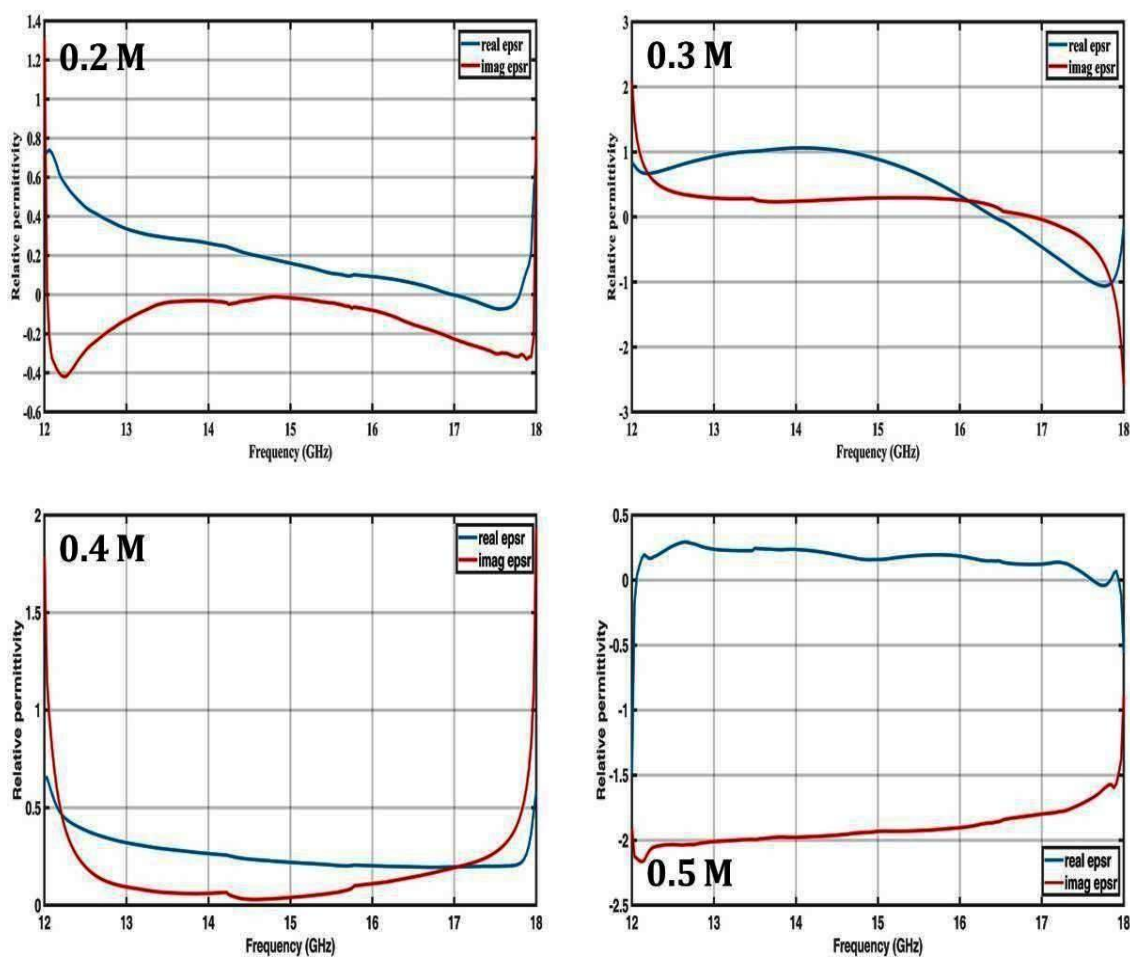 0.2 M
real epsr
imag epsr
1.4
1.2
1
0.8
0.6
0.4
0.2
0
-0.2
-0.4
-0.6
Relative permittivity
12 13 14 15 16 17 18
Frequency (GHz)
0.3 M
real epsr
imag epsr
3
2
1
0
-1
-2
-3
Relative permittivity
12 13 14 15 16 17 18
Frequency (GHz)
0.4 M
real epsr
imag epsr
2
1.5
1
0.5
0
Relative permittivity
12 13 14 15 16 17 18
Frequency (GHz)
0.5
0
-0.5
-1
-1.5
-2
-2.5
Relative permittivity
0.5 M
real epsr
imag epsr
12 13 14 15 16 17 18
Frequency (GHz)